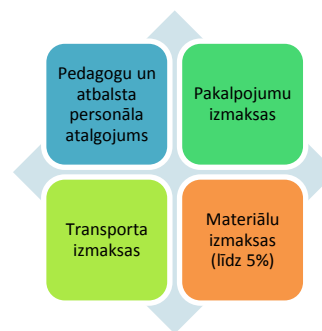 Pedagogu un
atbalsta
personāla
atalgojums
Pakalpojumu
izmaksas
Transporta
izmaksas
Materiālu
izmaksas
(līdz 5%)